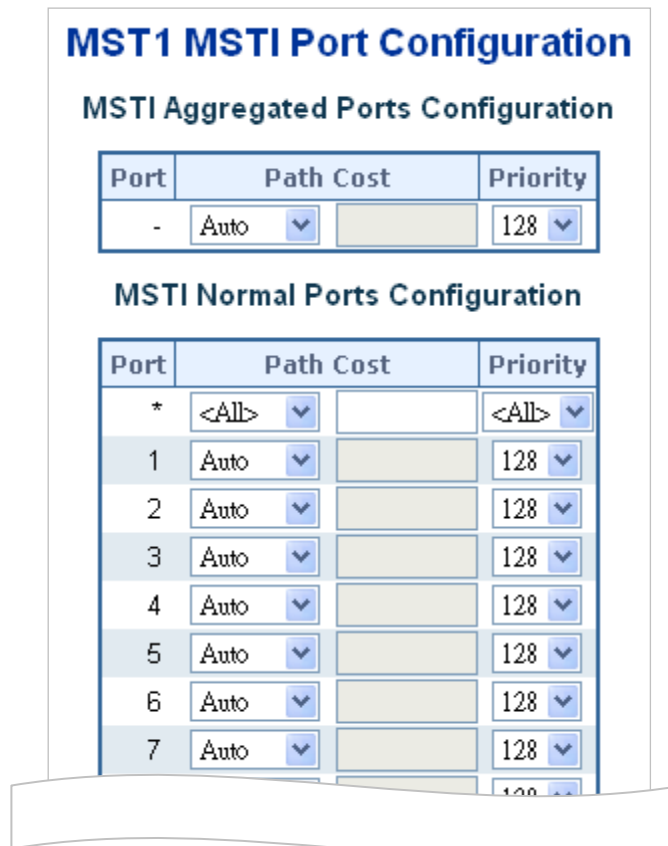 MST1 MSTI Port Configuration
MSTI Aggregated Ports Configuration
Port Path Cost Priority
- Auto 128
MSTI Normal Ports Configuration
Port Path Cost Priority
* <All> <All>
1 Auto 128
2 Auto 128
3 Auto 128
4 Auto 128
5 Auto 128
6 Auto 128
7 Auto 128